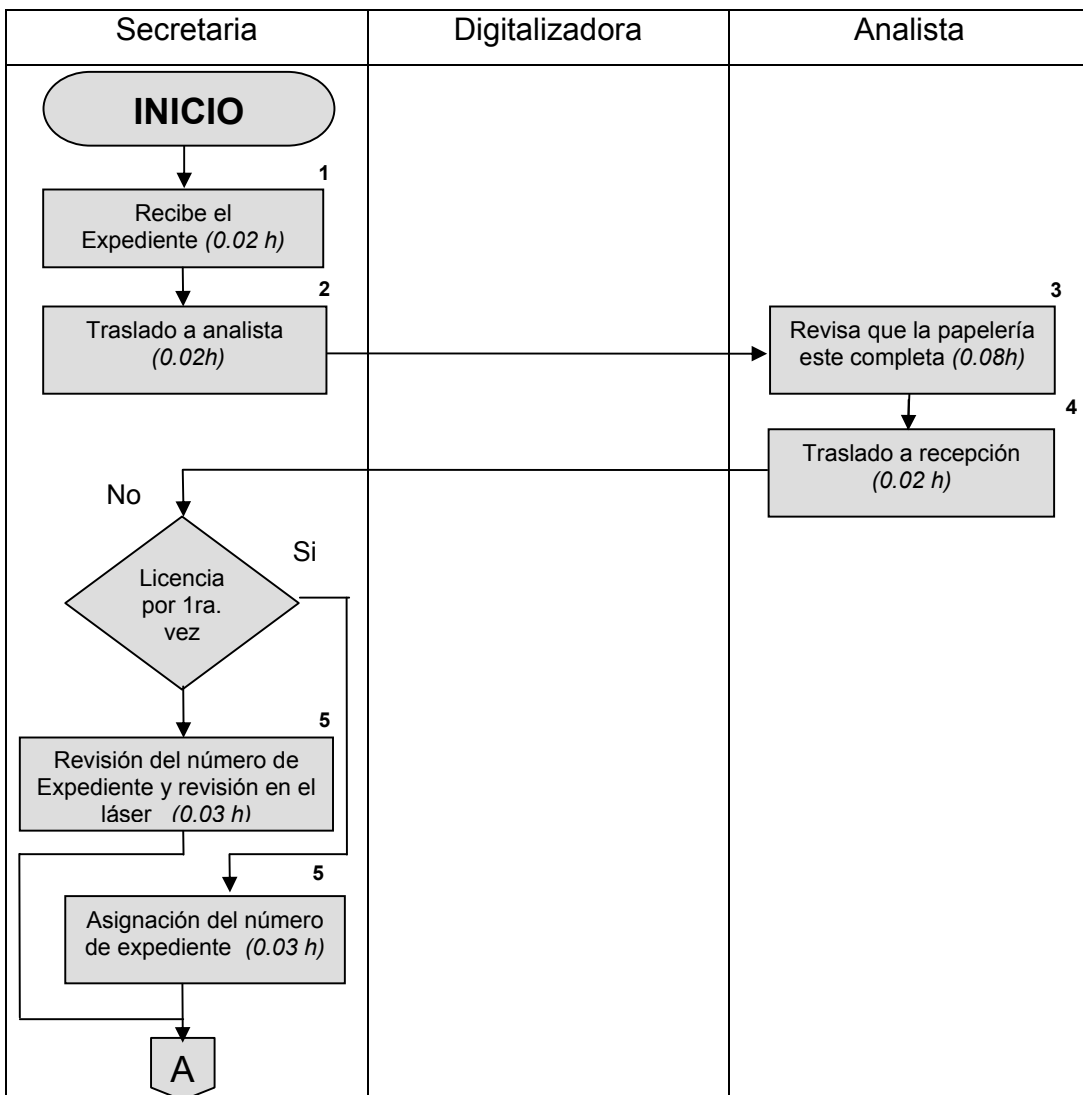 Secretaria
Digitalizadora
Analista
INICIO
1
Recibe el
Expediente (0.02 h)
2
Traslado a analista
(0.02h)
3
Revisa que la papelería
este completa (0.08h)
4
Traslado a recepción
(0.02 h)
No
Si
Licencia
por 1ra.
vez
5
Revisión del número de
Expediente y revisión en el
láser (0.03 h)
5
Asignación del número
de expediente (0.03 h)
A